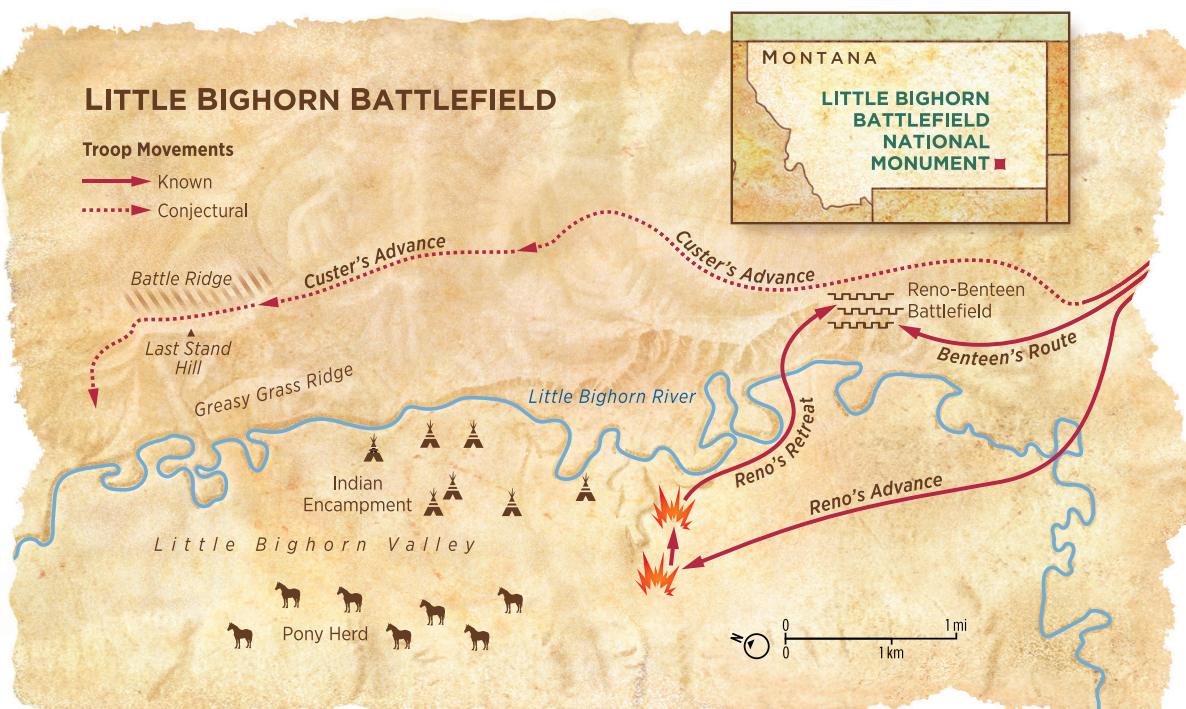 MONTANA
LITTLE BIGHORN
BATTLEFIELD
NATIONAL
MONUMENT
LITTLE BIGHORN BATTLEFIELD
Troop Movements
Known
Conjectural
Custer's Advance
Custer's Advance
Battle Ridge
Reno-Benteen
Battlefield
Benteen's Route
Last Stand
Hill
Greasy Grass Ridge
Little Bighorn River
Reno's Retreat
Indian
Encampment
Reno's Advance
Little Bighorn Valley
Pony Herd
N
0
1 mi
0
1 km